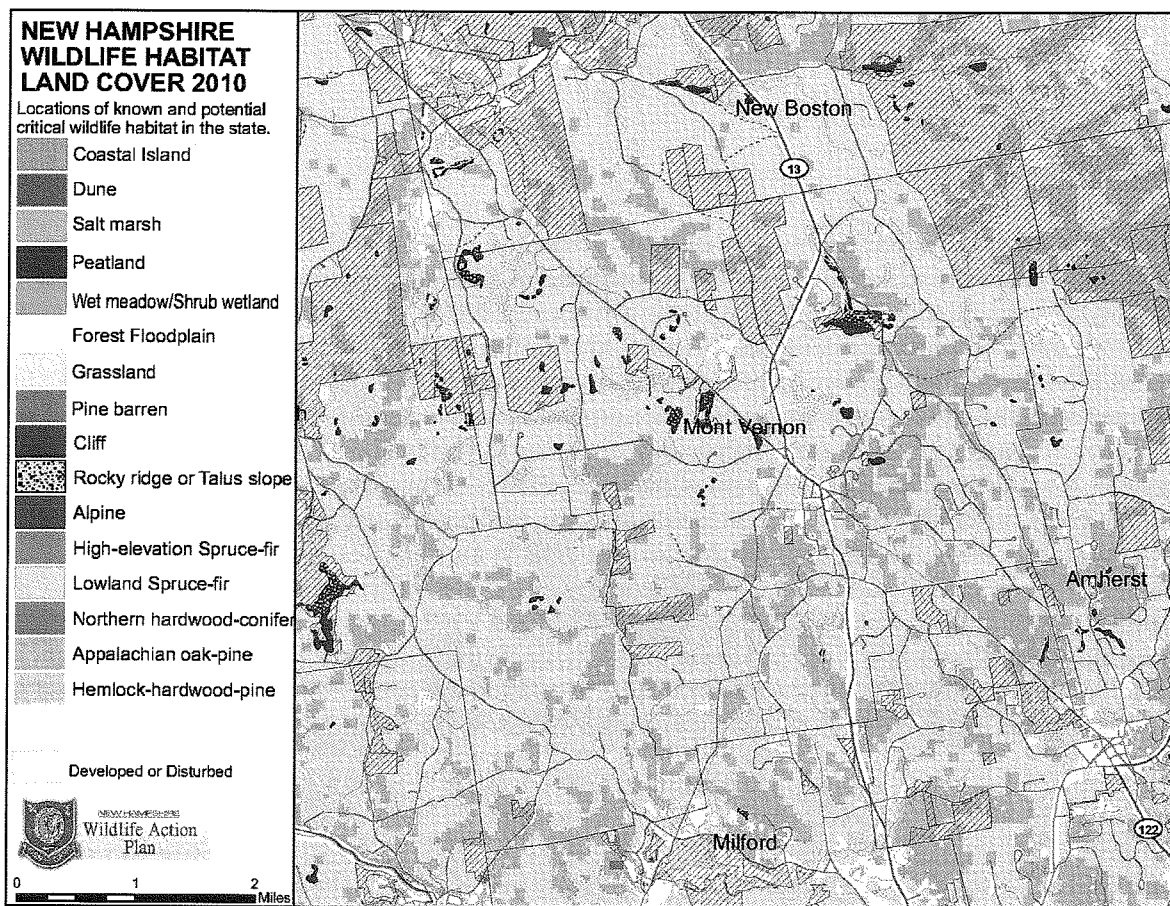 NEW HAMPSHIRE
WILDLIFE HABITAT
LAND COVER 2010
Locations of known and potential
critical wildlife habitat in the state.
Coastal Island
Dune
Salt marsh
Peatland
Wet meadow/Shrub wetland
Forest Floodplain
Grassland
Pine barren
Cliff
Rocky ridge or Talus slope
Alpine
High-elevation Spruce-fir
Lowland Spruce-fir
Northern hardwood-conifer
Appalachian oak-pine
Hemlock-hardwood-pine
Developed or Disturbed
NEW HAMPSHIRE
Wildlife Action
Plan
0 1 2
Miles
New Boston
13
Mont Vernon
Amherst
Milford
122